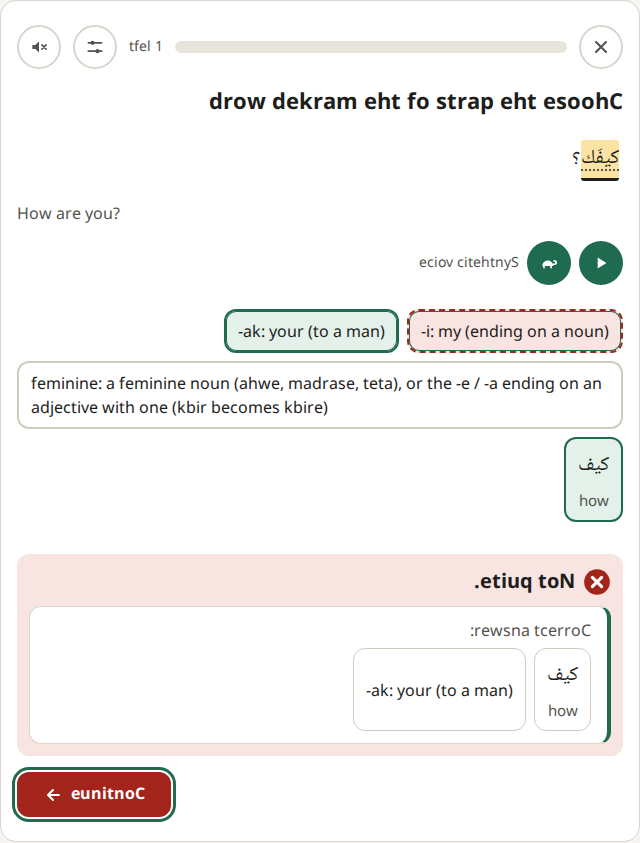 tfel 1
drow dekram eht fo strap eht esoohC
كيفَك؟
How are you?
eciov citehtnyS
-ak: your (to a man)
-i: my (ending on a noun)
feminine: a feminine noun (ahwe, madrase, teta), or the -e / -a ending on an
adjective with one (kbir becomes kbire)
كيف
how
.etiuq toN
:rewsna tcerroC
كيف
how
-ak: your (to a man)
← eunitnoC